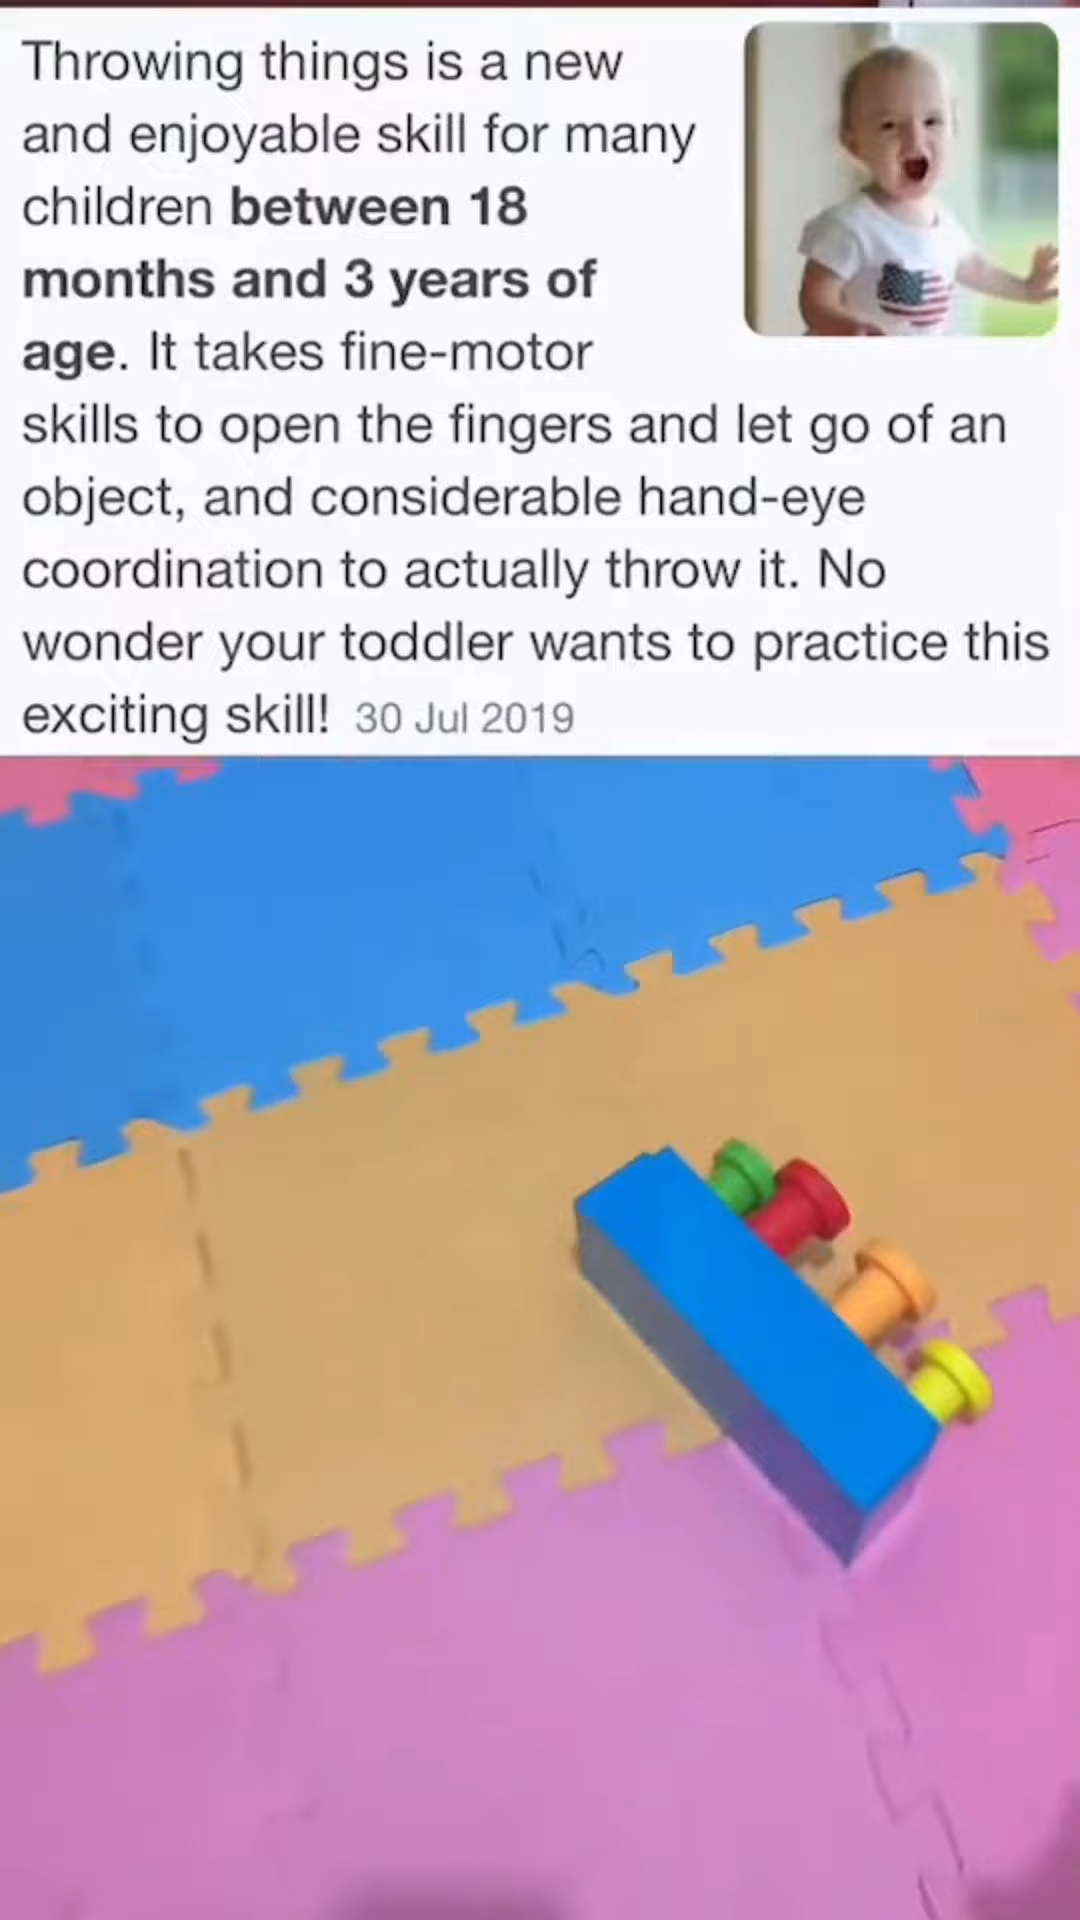 Throwing things is a new
and enjoyable skill for many
children between 18
months and 3 years of
age. It takes fine-motor
skills to open the fingers and let go of an
object, and considerable hand-eye
coordination to actually throw it. No
wonder your toddler wants to practice this
exciting skill! 30 Jul 2019